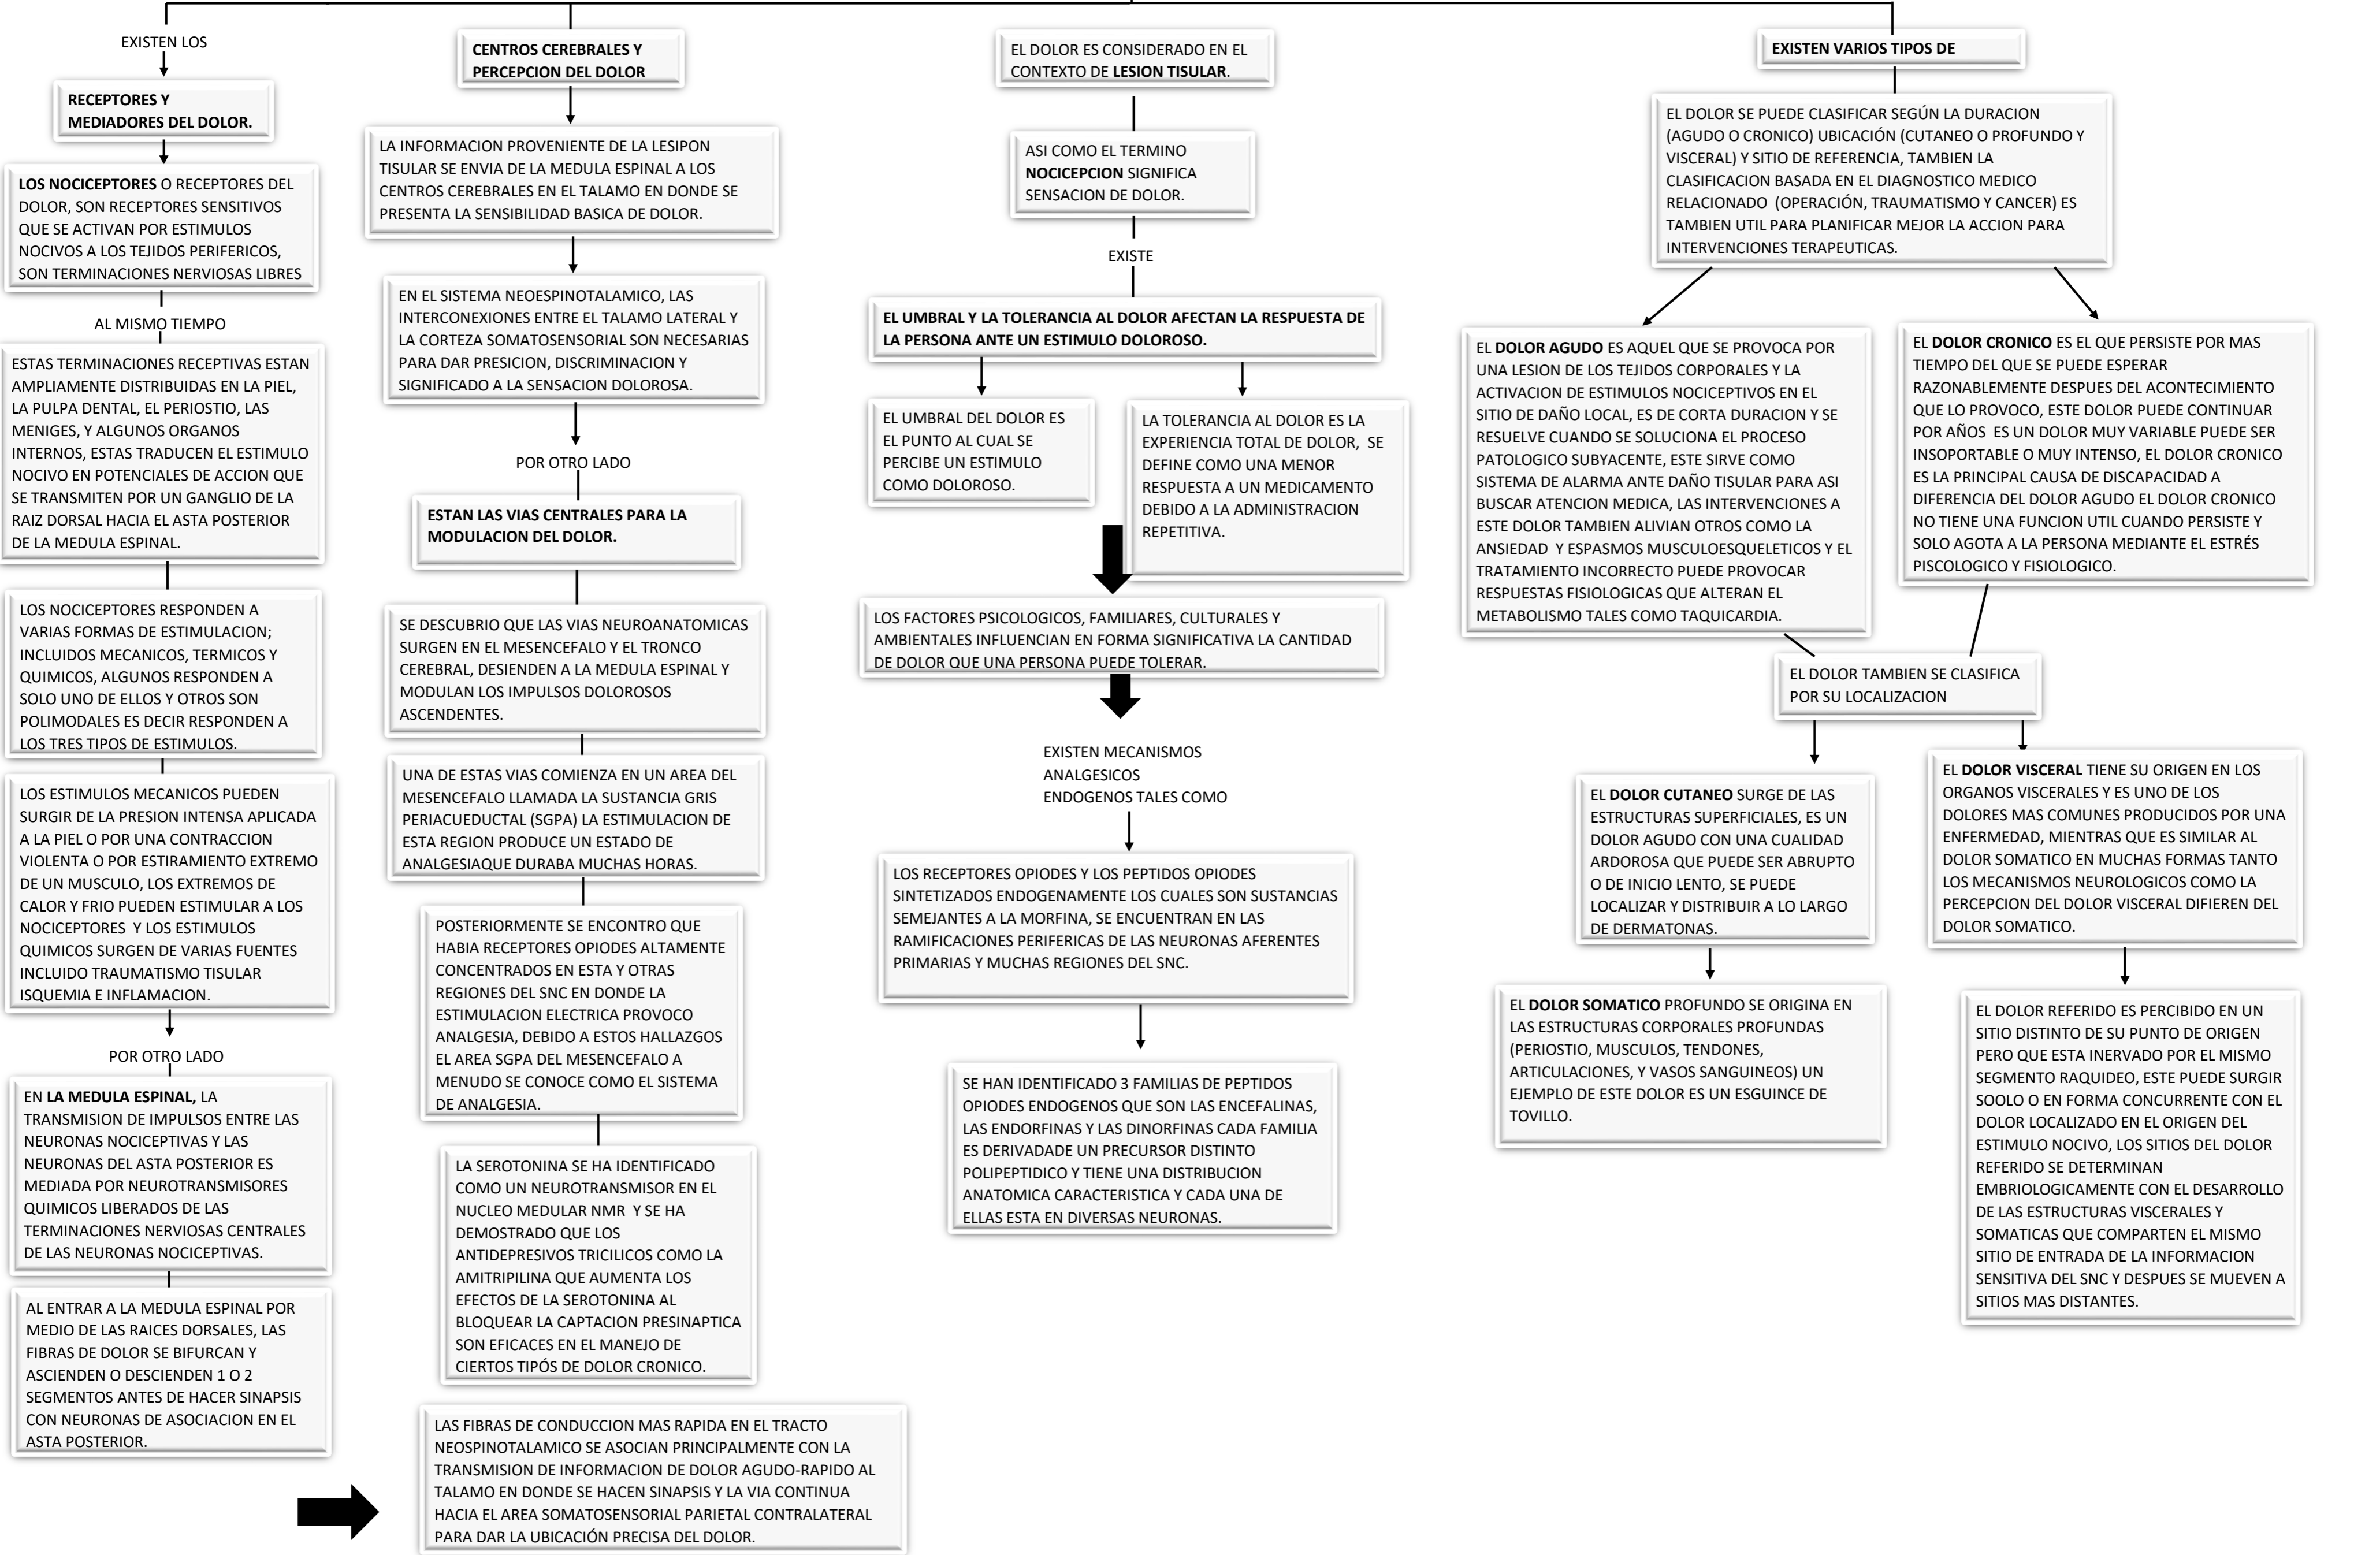 EXISTEN LOS
RECEPTORES Y
MEDIADORES DEL DOLOR.
LOS NOCICEPTORES O RECEPTORES DEL
DOLOR, SON RECEPTORES SENSITIVOS
QUE SE ACTIVAN POR ESTIMULOS
NOCIVOS A LOS TEJIDOS PERIFERICOS,
SON TERMINACIONES NERVIOSAS LIBRES
AL MISMO TIEMPO
ESTAS TERMINACIONES RECEPTIVAS ESTAN
AMPLIAMENTE DISTRIBUIDAS EN LA PIEL,
LA PULPA DENTAL, EL PERIOSTIO, LAS
MENIGES, Y ALGUNOS ORGANOS
INTERNOS, ESTAS TRADUCEN EL ESTIMULO
NOCIVO EN POTENCIALES DE ACCION QUE
SE TRANSMITEN POR UN GANGLIO DE LA
RAIZ DORSAL HACIA EL ASTA POSTERIOR
DE LA MEDULA ESPINAL.
LOS NOCICEPTORES RESPONDEN A
VARIAS FORMAS DE ESTIMULACION;
INCLUIDOS MECANICOS, TERMICOS Y
QUIMICOS, ALGUNOS RESPONDEN A
SOLO UNO DE ELLOS Y OTROS SON
POLIMODALES ES DECIR RESPONDEN A
LOS TRES TIPOS DE ESTIMULOS.
LOS ESTIMULOS MECANICOS PUEDEN
SURGIR DE LA PRESION INTENSA APLICADA
A LA PIEL O POR UNA CONTRACCION
VIOLENTA O POR ESTIRAMIENTO EXTREMO
DE UN MUSCULO, LOS EXTREMOS DE
CALOR Y FRIO PUEDEN ESTIMULAR A LOS
NOCICEPTORES Y LOS ESTIMULOS
QUIMICOS SURGEN DE VARIAS FUENTES
INCLUIDO TRAUMATISMO TISULAR
ISQUEMIA E INFLAMACION.
POR OTRO LADO
EN LA MEDULA ESPINAL, LA
TRANSMISION DE IMPULSOS ENTRE LAS
NEURONAS NOCICEPTIVAS Y LAS
NEURONAS DEL ASTA POSTERIOR ES
MEDIADA POR NEUROTRANSMISORES
QUIMICOS LIBERADOS DE LAS
TERMINACIONES NERVIOSAS CENTRALES
DE LAS NEURONAS NOCICEPTIVAS.
AL ENTRAR A LA MEDULA ESPINAL POR
MEDIO DE LAS RAICES DORSALES, LAS
FIBRAS DE DOLOR SE BIFURCAN Y
ASCIENDEN O DESCIENDEN 1 O 2
SEGMENTOS ANTES DE HACER SINAPSIS
CON NEURONAS DE ASOCIACION EN EL
ASTA POSTERIOR.
CENTROS CEREBRALES Y
PERCEPCION DEL DOLOR
LA INFORMACION PROVENIENTE DE LA LESIPON
TISULAR SE ENVIA DE LA MEDULA ESPINAL A LOS
CENTROS CEREBRALES EN EL TALAMO EN DONDE SE
PRESENTA LA SENSIBILIDAD BASICA DE DOLOR.
EN EL SISTEMA NEOESPINOTALAMICO, LAS
INTERCONEXIONES ENTRE EL TALAMO LATERAL Y
LA CORTEZA SOMATOSENSORIAL SON NECESARIAS
PARA DAR PRESICION, DISCRIMINACION Y
SIGNIFICADO A LA SENSACION DOLOROSA.
POR OTRO LADO
ESTAN LAS VIAS CENTRALES PARA LA
MODULACION DEL DOLOR.
SE DESCUBRIO QUE LAS VIAS NEUROANATOMICAS
SURGEN EN EL MESENCEFALO Y EL TRONCO
CEREBRAL, DESIENDEN A LA MEDULA ESPINAL Y
MODULAN LOS IMPULSOS DOLOROSOS
ASCENDENTES.
UNA DE ESTAS VIAS COMIENZA EN UN AREA DEL
MESENCEFALO LLAMADA LA SUSTANCIA GRIS
PERIACUEDUCTAL (SGPA) LA ESTIMULACION DE
ESTA REGION PRODUCE UN ESTADO DE
ANALGESIAQUE DURABA MUCHAS HORAS.
POSTERIORMENTE SE ENCONTRO QUE
HABIA RECEPTORES OPIODES ALTAMENTE
CONCENTRADOS EN ESTA Y OTRAS
REGIONES DEL SNC EN DONDE LA
ESTIMULACION ELECTRICA PROVOCO
ANALGESIA, DEBIDO A ESTOS HALLAZGOS
EL AREA SGPA DEL MESENCEFALO A
MENUDO SE CONOCE COMO EL SISTEMA
DE ANALGESIA.
LA SEROTONINA SE HA IDENTIFICADO
COMO UN NEUROTRANSMISOR EN EL
NUCLEO MEDULAR NMR Y SE HA
DEMOSTRADO QUE LOS
ANTIDEPRESIVOS TRICILICOS COMO LA
AMITRIPILINA QUE AUMENTA LOS
EFECTOS DE LA SEROTONINA AL
BLOQUEAR LA CAPTACION PRESINAPTICA
SON EFICACES EN EL MANEJO DE
CIERTOS TIPÓS DE DOLOR CRONICO.
LAS FIBRAS DE CONDUCCION MAS RAPIDA EN EL TRACTO
NEOSPINOTALAMICO SE ASOCIAN PRINCIPALMENTE CON LA
TRANSMISION DE INFORMACION DE DOLOR AGUDO-RAPIDO AL
TALAMO EN DONDE SE HACEN SINAPSIS Y LA VIA CONTINUA
HACIA EL AREA SOMATOSENSORIAL PARIETAL CONTRALATERAL
PARA DAR LA UBICACIÓN PRECISA DEL DOLOR.
EL DOLOR ES CONSIDERADO EN EL
CONTEXTO DE LESION TISULAR.
ASI COMO EL TERMINO
NOCICEPCION SIGNIFICA
SENSACION DE DOLOR.
EXISTE
EL UMBRAL Y LA TOLERANCIA AL DOLOR AFECTAN LA RESPUESTA DE
LA PERSONA ANTE UN ESTIMULO DOLOROSO.
EL UMBRAL DEL DOLOR ES
EL PUNTO AL CUAL SE
PERCIBE UN ESTIMULO
COMO DOLOROSO.
LA TOLERANCIA AL DOLOR ES LA
EXPERIENCIA TOTAL DE DOLOR, SE
DEFINE COMO UNA MENOR
RESPUESTA A UN MEDICAMENTO
DEBIDO A LA ADMINISTRACION
REPETITIVA.
LOS FACTORES PSICOLOGICOS, FAMILIARES, CULTURALES Y
AMBIENTALES INFLUENCIAN EN FORMA SIGNIFICATIVA LA CANTIDAD
DE DOLOR QUE UNA PERSONA PUEDE TOLERAR.
EXISTEN MECANISMOS
ANALGESICOS
ENDOGENOS TALES COMO
LOS RECEPTORES OPIODES Y LOS PEPTIDOS OPIODES
SINTETIZADOS ENDOGENAMENTE LOS CUALES SON SUSTANCIAS
SEMEJANTES A LA MORFINA, SE ENCUENTRAN EN LAS
RAMIFICACIONES PERIFERICAS DE LAS NEURONAS AFERENTES
PRIMARIAS Y MUCHAS REGIONES DEL SNC.
SE HAN IDENTIFICADO 3 FAMILIAS DE PEPTIDOS
OPIODES ENDOGENOS QUE SON LAS ENCEFALINAS,
LAS ENDORFINAS Y LAS DINORFINAS CADA FAMILIA
ES DERIVADADE UN PRECURSOR DISTINTO
POLIPEPTIDICO Y TIENE UNA DISTRIBUCION
ANATOMICA CARACTERISTICA Y CADA UNA DE
ELLAS ESTA EN DIVERSAS NEURONAS.
EXISTEN VARIOS TIPOS DE
EL DOLOR SE PUEDE CLASIFICAR SEGÚN LA DURACION
(AGUDO O CRONICO) UBICACIÓN (CUTANEO O PROFUNDO Y
VISCERAL) Y SITIO DE REFERENCIA, TAMBIEN LA
CLASIFICACION BASADA EN EL DIAGNOSTICO MEDICO
RELACIONADO (OPERACIÓN, TRAUMATISMO Y CANCER) ES
TAMBIEN UTIL PARA PLANIFICAR MEJOR LA ACCION PARA
INTERVENCIONES TERAPEUTICAS.
EL DOLOR AGUDO ES AQUEL QUE SE PROVOCA POR
UNA LESION DE LOS TEJIDOS CORPORALES Y LA
ACTIVACION DE ESTIMULOS NOCICEPTIVOS EN EL
SITIO DE DAÑO LOCAL, ES DE CORTA DURACION Y SE
RESUELVE CUANDO SE SOLUCIONA EL PROCESO
PATOLOGICO SUBYACENTE, ESTE SIRVE COMO
SISTEMA DE ALARMA ANTE DAÑO TISULAR PARA ASI
BUSCAR ATENCION MEDICA, LAS INTERVENCIONES A
ESTE DOLOR TAMBIEN ALIVIAN OTROS COMO LA
ANSIEDAD Y ESPASMOS MUSCULOESQUELETICOS Y EL
TRATAMIENTO INCORRECTO PUEDE PROVOCAR
RESPUESTAS FISIOLOGICAS QUE ALTERAN EL
METABOLISMO TALES COMO TAQUICARDIA.
EL DOLOR CRONICO ES EL QUE PERSISTE POR MAS
TIEMPO DEL QUE SE PUEDE ESPERAR
RAZONABLEMENTE DESPUES DEL ACONTECIMIENTO
QUE LO PROVOCO, ESTE DOLOR PUEDE CONTINUAR
POR AÑOS ES UN DOLOR MUY VARIABLE PUEDE SER
INSOPORTABLE O MUY INTENSO, EL DOLOR CRONICO
ES LA PRINCIPAL CAUSA DE DISCAPACIDAD A
DIFERENCIA DEL DOLOR AGUDO EL DOLOR CRONICO
NO TIENE UNA FUNCION UTIL CUANDO PERSISTE Y
SOLO AGOTA A LA PERSONA MEDIANTE EL ESTRÉS
PISCOLOGICO Y FISIOLOGICO.
EL DOLOR TAMBIEN SE CLASIFICA
POR SU LOCALIZACION
EL DOLOR CUTANEO SURGE DE LAS
ESTRUCTURAS SUPERFICIALES, ES UN
DOLOR AGUDO CON UNA CUALIDAD
ARDOROSA QUE PUEDE SER ABRUPTO
O DE INICIO LENTO, SE PUEDE
LOCALIZAR Y DISTRIBUIR A LO LARGO
DE DERMATONAS.
EL DOLOR SOMATICO PROFUNDO SE ORIGINA EN
LAS ESTRUCTURAS CORPORALES PROFUNDAS
(PERIOSTIO, MUSCULOS, TENDONES,
ARTICULACIONES, Y VASOS SANGUINEOS) UN
EJEMPLO DE ESTE DOLOR ES UN ESGUINCE DE
TOVILLO.
EL DOLOR VISCERAL TIENE SU ORIGEN EN LOS
ORGANOS VISCERALES Y ES UNO DE LOS
DOLORES MAS COMUNES PRODUCIDOS POR UNA
ENFERMEDAD, MIENTRAS QUE ES SIMILAR AL
DOLOR SOMATICO EN MUCHAS FORMAS TANTO
LOS MECANISMOS NEUROLOGICOS COMO LA
PERCEPCION DEL DOLOR VISCERAL DIFIEREN DEL
DOLOR SOMATICO.
EL DOLOR REFERIDO ES PERCIBIDO EN UN
SITIO DISTINTO DE SU PUNTO DE ORIGEN
PERO QUE ESTA INERVADO POR EL MISMO
SEGMENTO RAQUIDEO, ESTE PUEDE SURGIR
SOOLO O EN FORMA CONCURRENTE CON EL
DOLOR LOCALIZADO EN EL ORIGEN DEL
ESTIMULO NOCIVO, LOS SITIOS DEL DOLOR
REFERIDO SE DETERMINAN
EMBRIOLOGICAMENTE CON EL DESARROLLO
DE LAS ESTRUCTURAS VISCERALES Y
SOMATICAS QUE COMPARTEN EL MISMO
SITIO DE ENTRADA DE LA INFORMACION
SENSITIVA DEL SNC Y DESPUES SE MUEVEN A
SITIOS MAS DISTANTES.